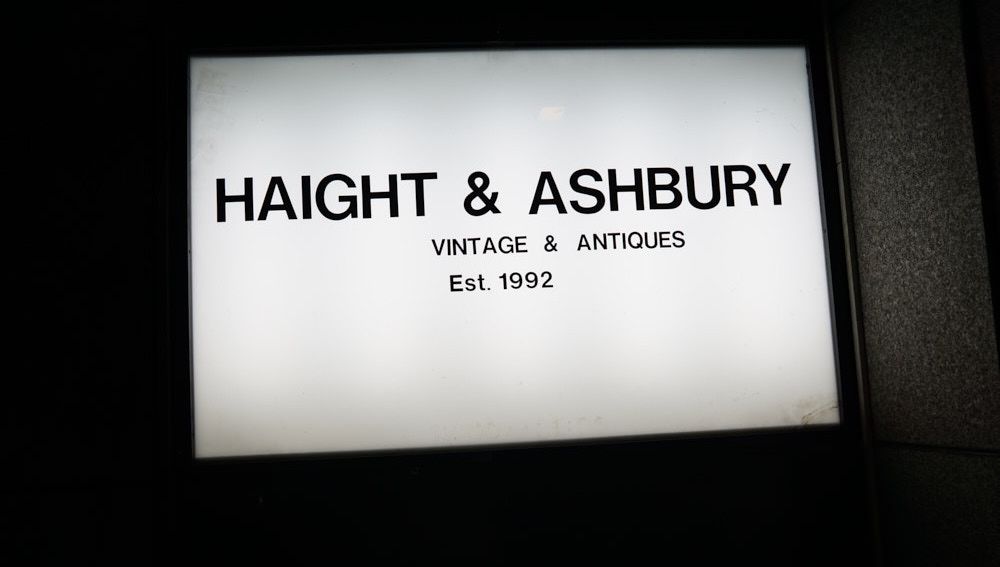 HAIGHT & ASHBURY
VINTAGE & ANTIQUES
Est. 1992